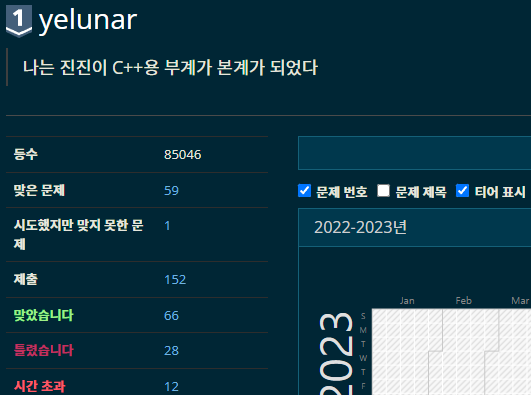 1 yelunar
나는 진진이 C++용 부계가 본계가 되었다
등수 85046
맞은 문제 59
시도했지만 맞지 못한 문
제 1
제출 152
맞았습니다 66
틀렸습니다 28
시간 초과 12
문제 번호 문제 제목 티어 표시
2022-2023년
Jan Feb Mar
2023
S
M
T
W
T
F